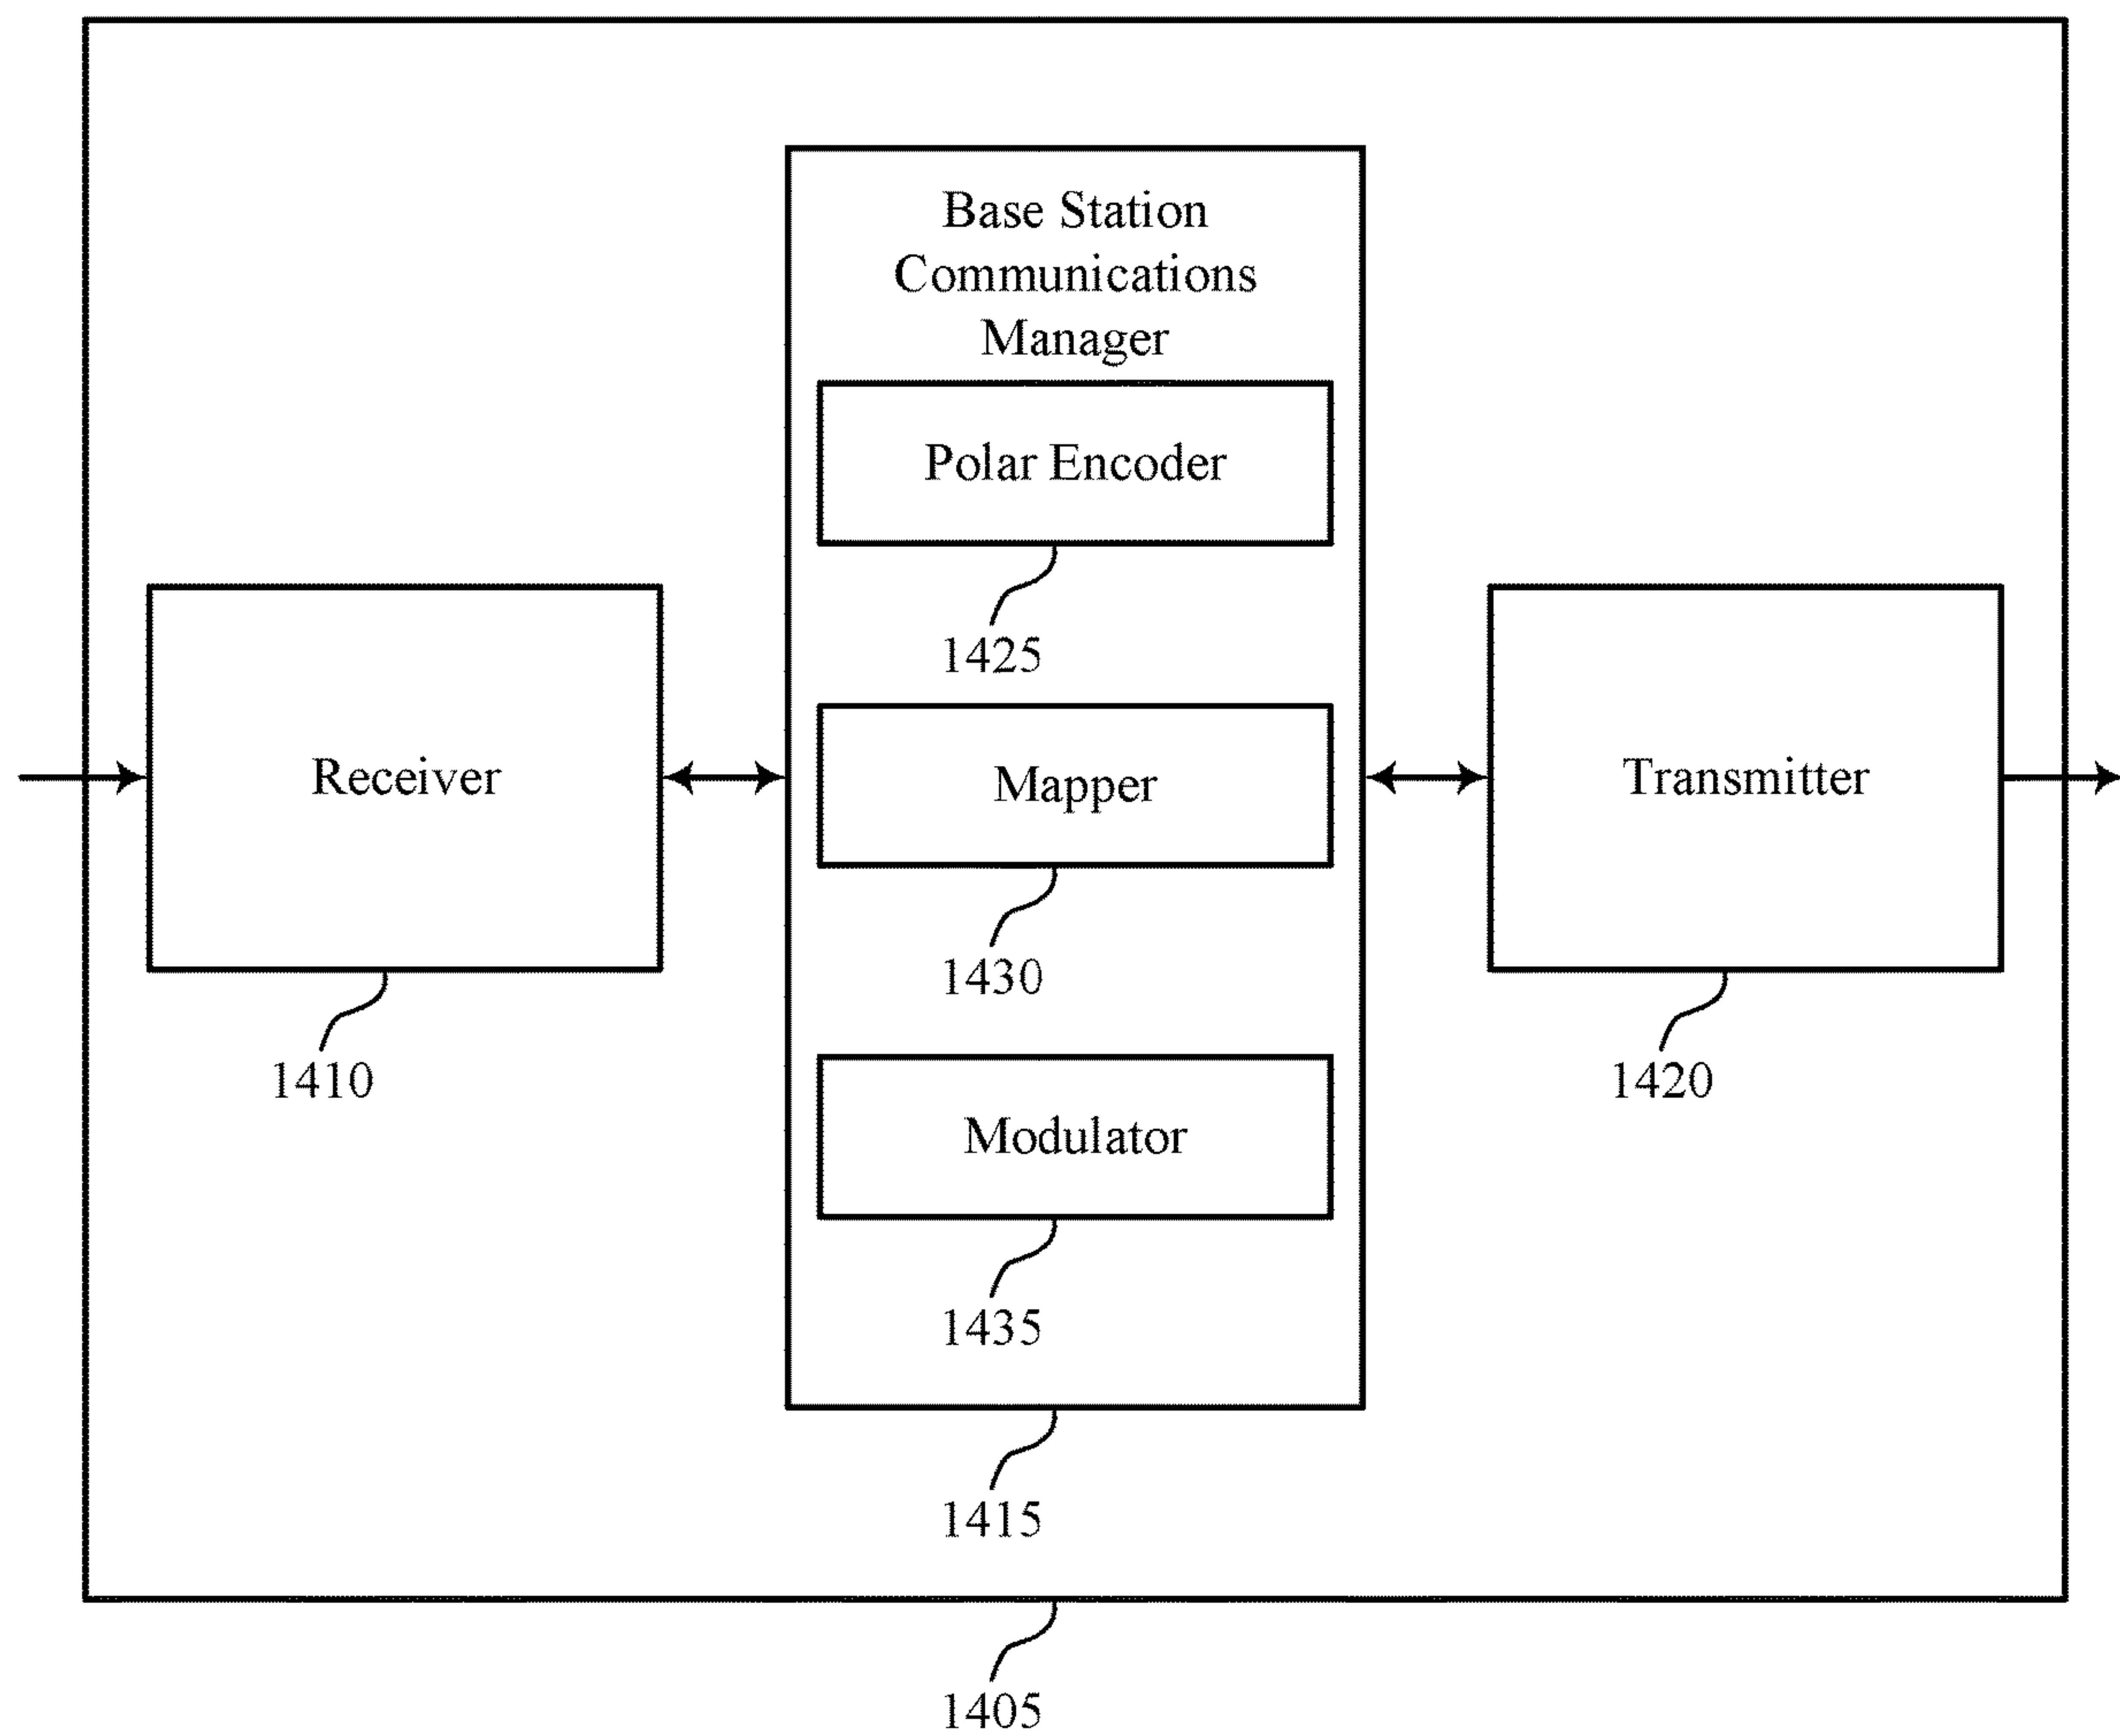 Base Station
Communications
Manager
Polar Encoder
1425
Receiver
1410
Mapper
1430
Transmitter
1420
Modulator
1435
1415
1405